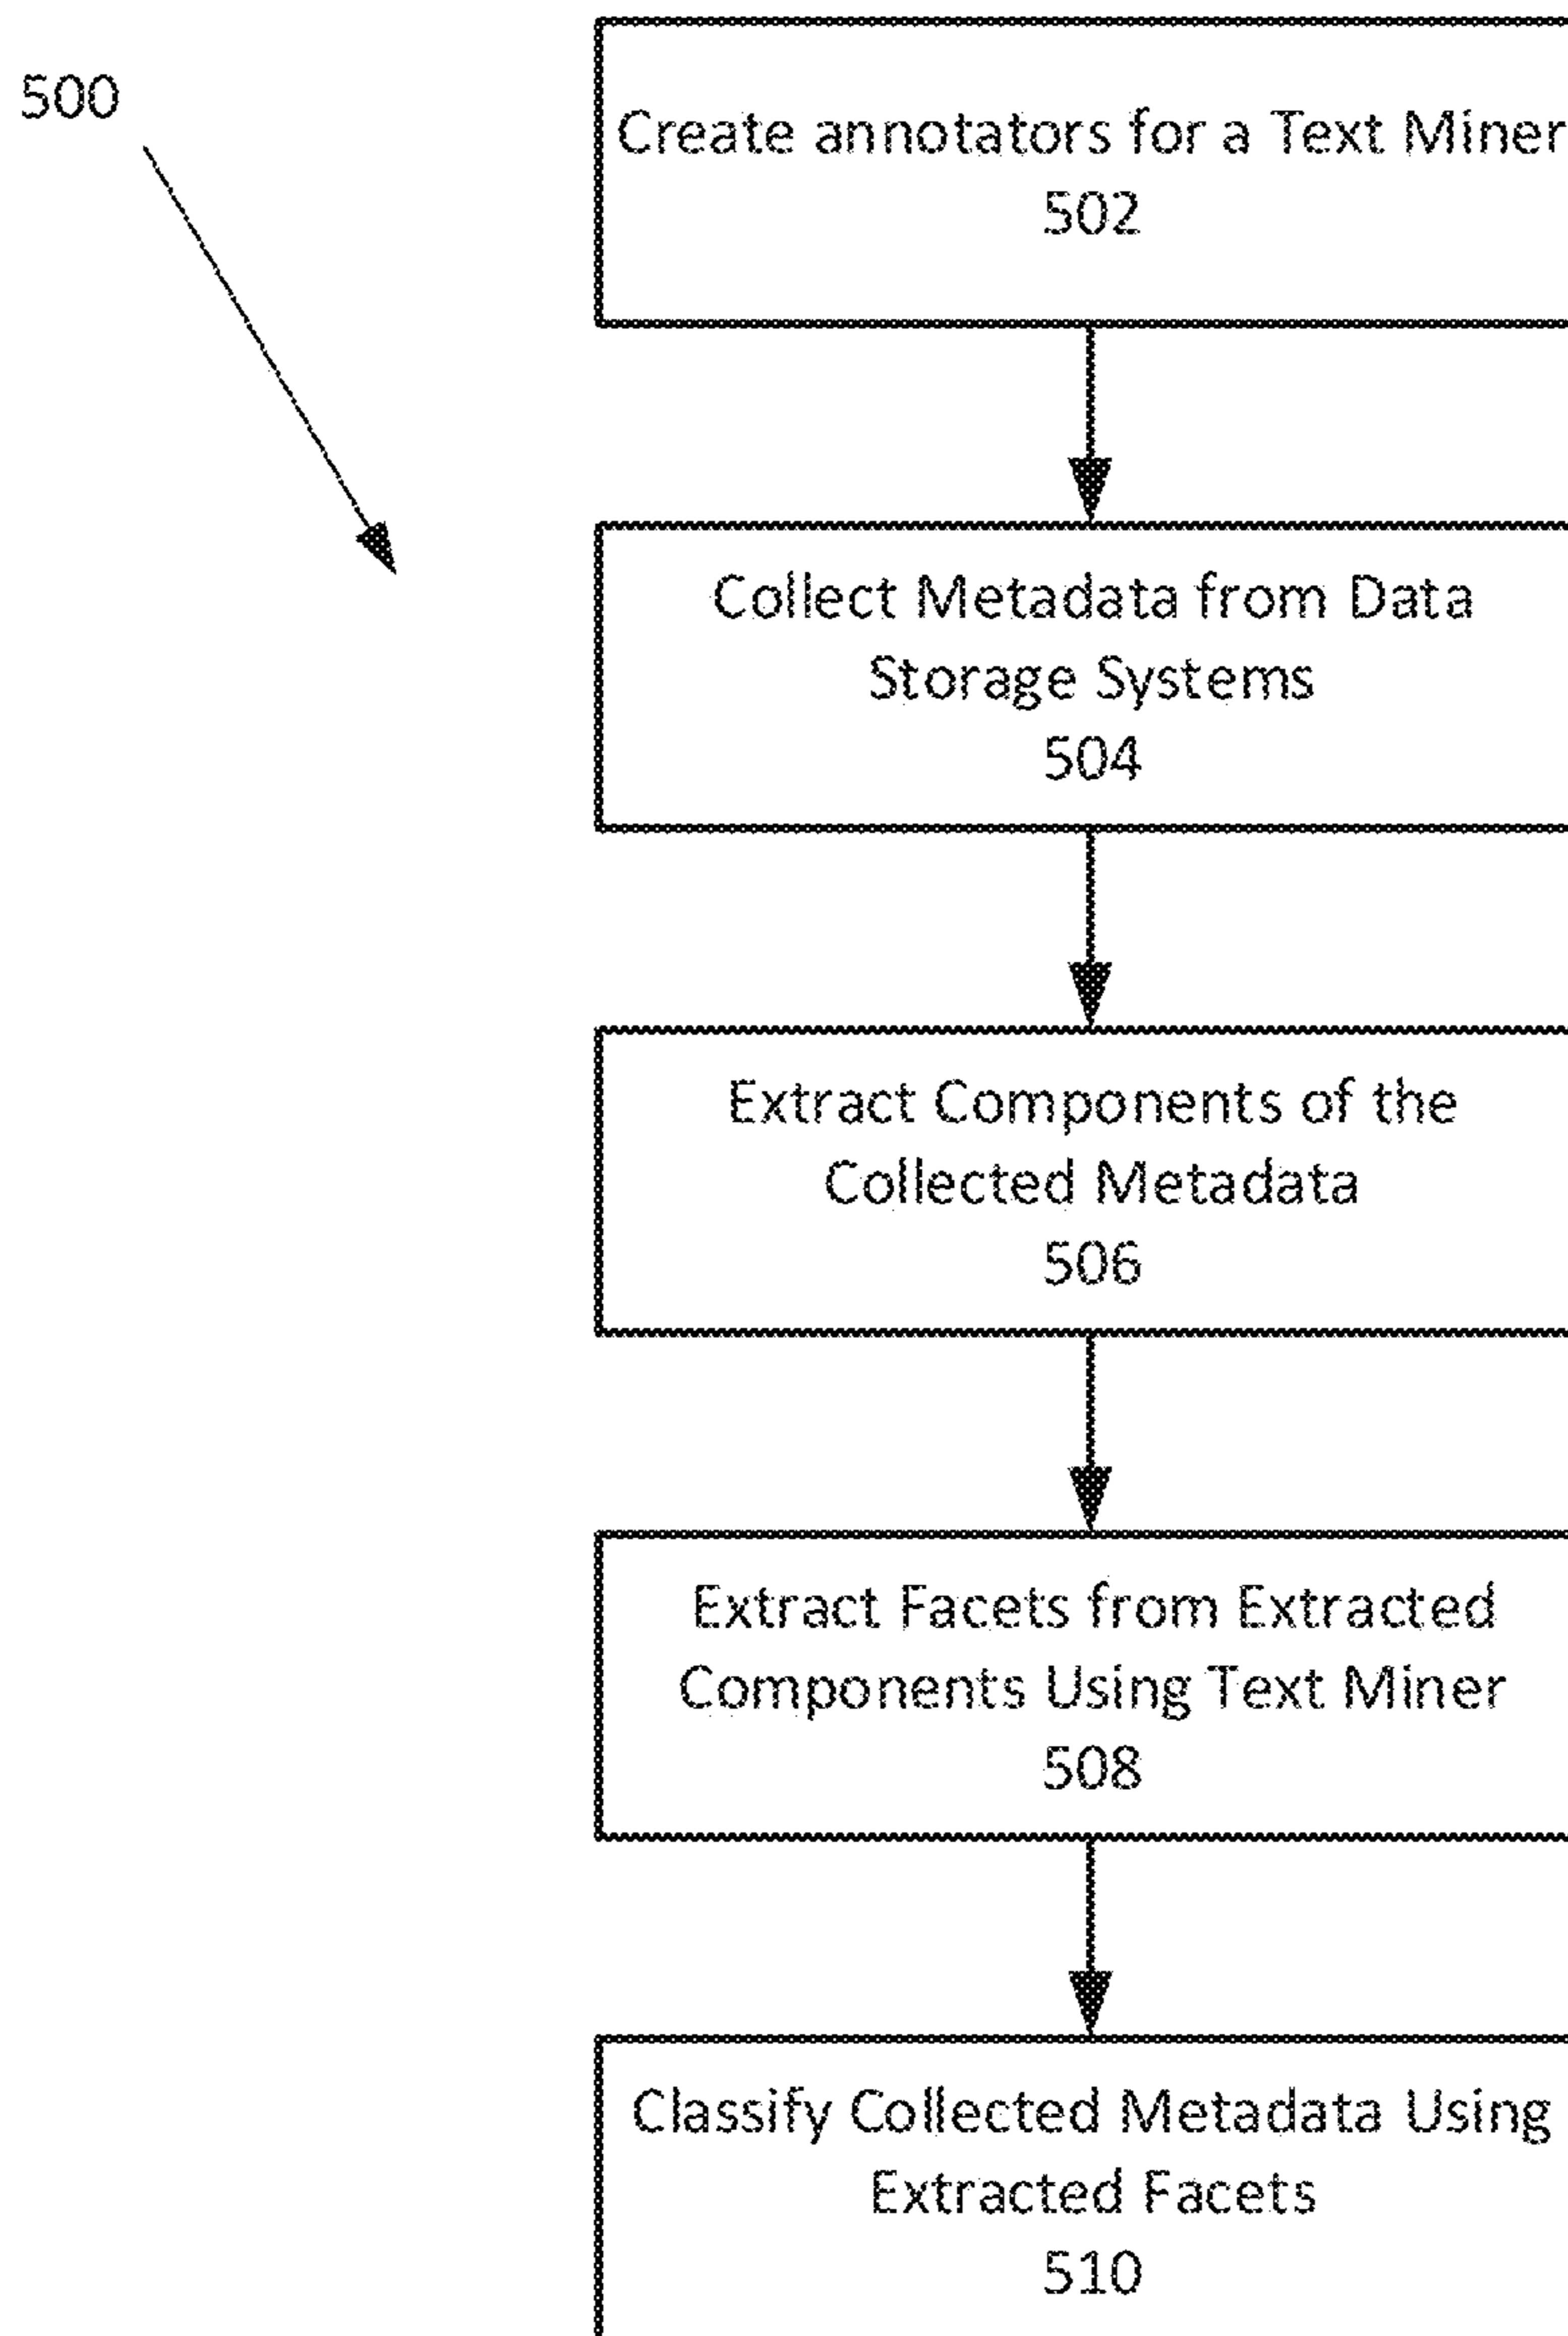 500
Create annotators for a Text Miner
502
Collect Metadata from Data
Storage Systems
504
Extract Components of the
Collected Metadata
506
Extract Facets from Extracted
Components Using Text Miner
508
Classify Collected Metadata Using
Extracted Facets
510